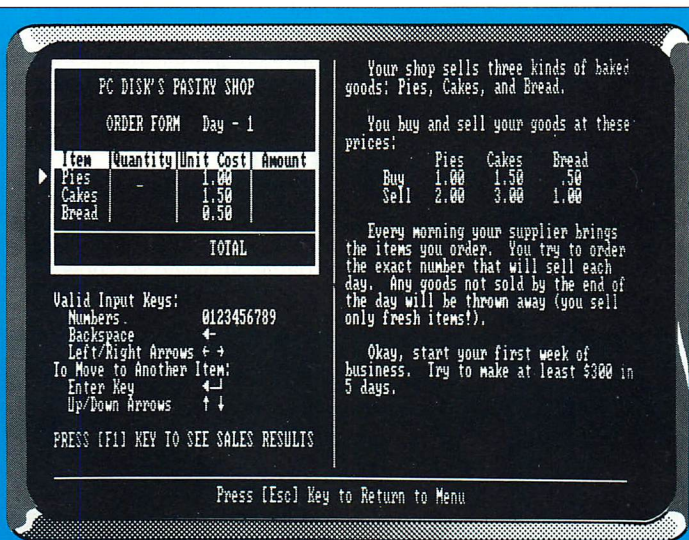 PC DISK'S PASTRY SHOP
ORDER FORM Day - 1
Item Quantity Unit Cost Amount
Pies _ 1.00
Cakes 1.50
Bread 0.50
TOTAL
Valid Input Keys:
Numbers 0123456789
Backspace ←
Left/Right Arrows ← →
To Move to Another Item:
Enter Key ↵
Up/Down Arrows ↑ ↓
PRESS [F1] KEY TO SEE SALES RESULTS
Your shop sells three kinds of baked
goods: Pies, Cakes, and Bread.
You buy and sell your goods at these
prices:
Pies Cakes Bread
Buy 1.00 1.50 .50
Sell 2.00 3.00 1.00
Every morning your supplier brings
the items you order. You try to order
the exact number that will sell each
day. Any goods not sold by the end of
the day will be thrown away (you sell
only fresh items!).
Okay, start your first week of
business. Try to make at least $300 in
5 days.
Press [Esc] Key to Return to Menu